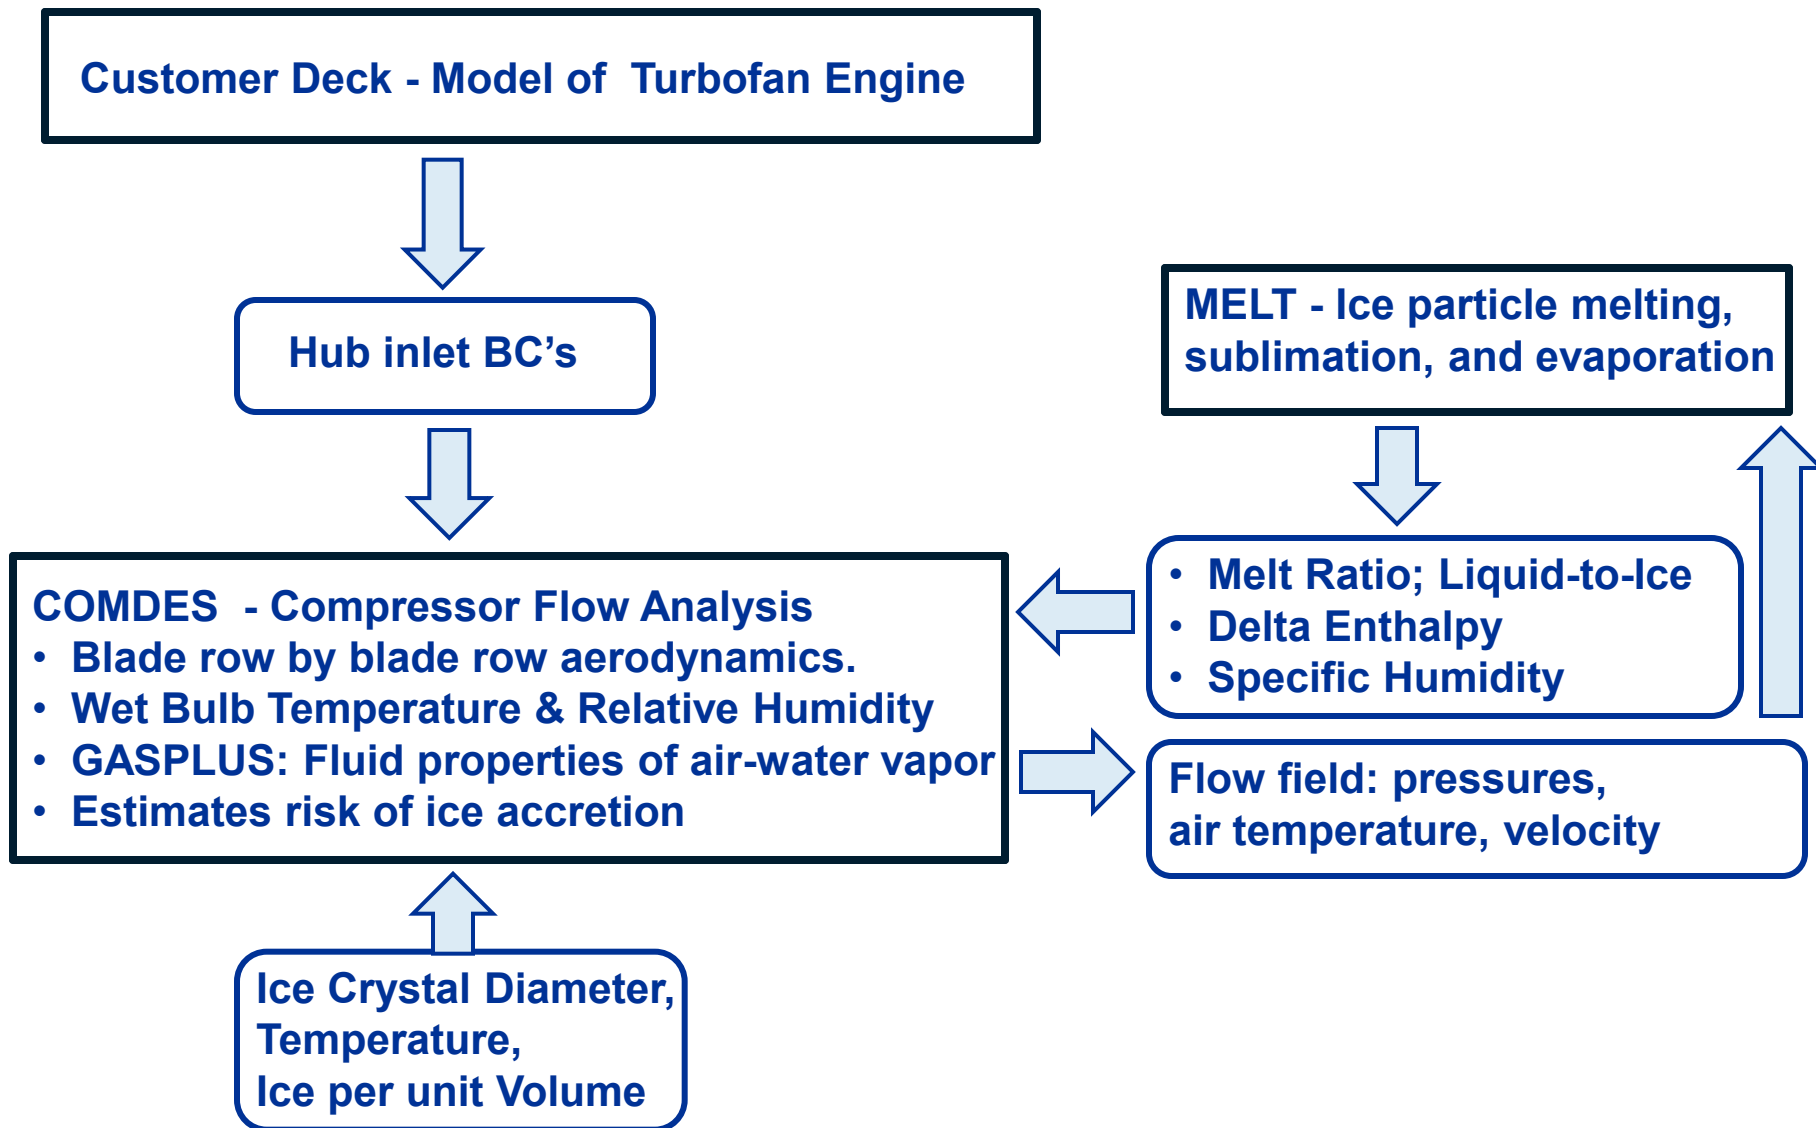 Customer Deck - Model of  Turbofan Engine
Hub inlet BC’s
MELT - Ice particle melting,
sublimation, and evaporation
COMDES  - Compressor Flow Analysis
• Blade row by blade row aerodynamics.
• Wet Bulb Temperature & Relative Humidity
• GASPLUS: Fluid properties of air-water vapor
• Estimates risk of ice accretion
• Melt Ratio; Liquid-to-Ice
• Delta Enthalpy
• Specific Humidity
Flow field: pressures,
air temperature, velocity
Ice Crystal Diameter,
Temperature,
Ice per unit Volume